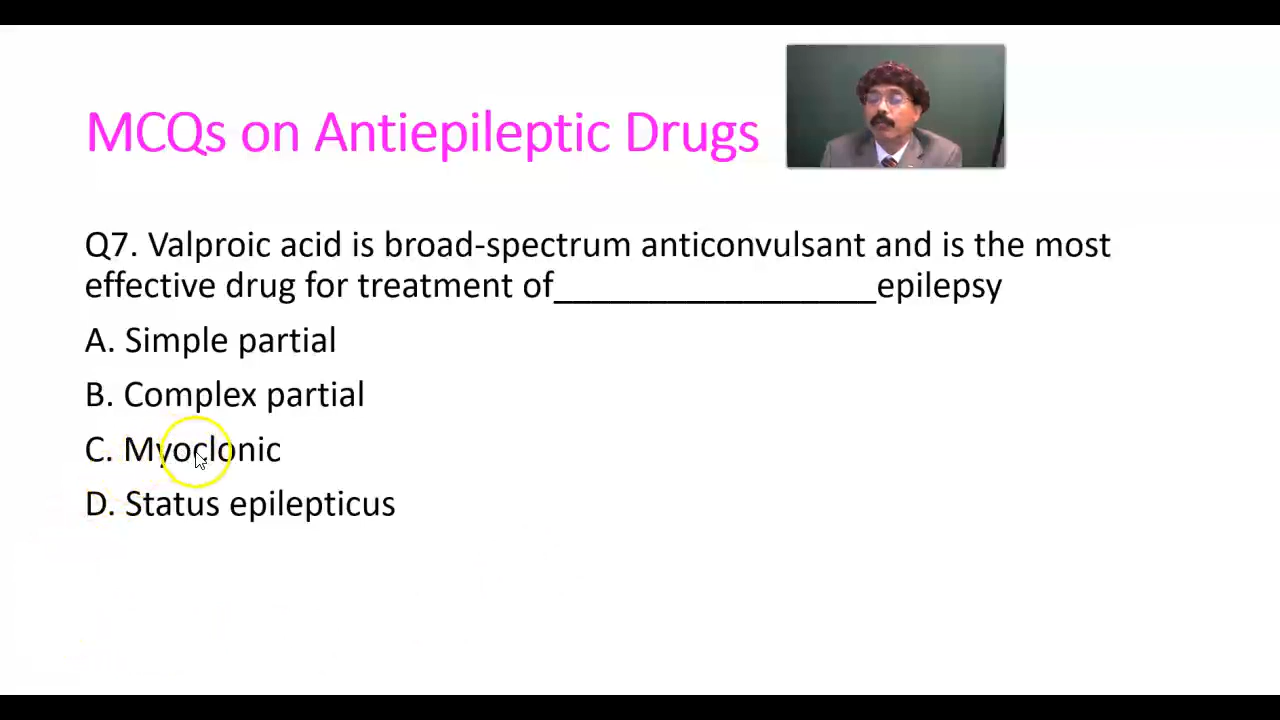 MCQs on Antiepileptic Drugs
Q7. Valproic acid is broad-spectrum anticonvulsant and is the most
effective drug for treatment of_________________epilepsy
A. Simple partial
B. Complex partial
C. Myoclonic
D. Status epilepticus